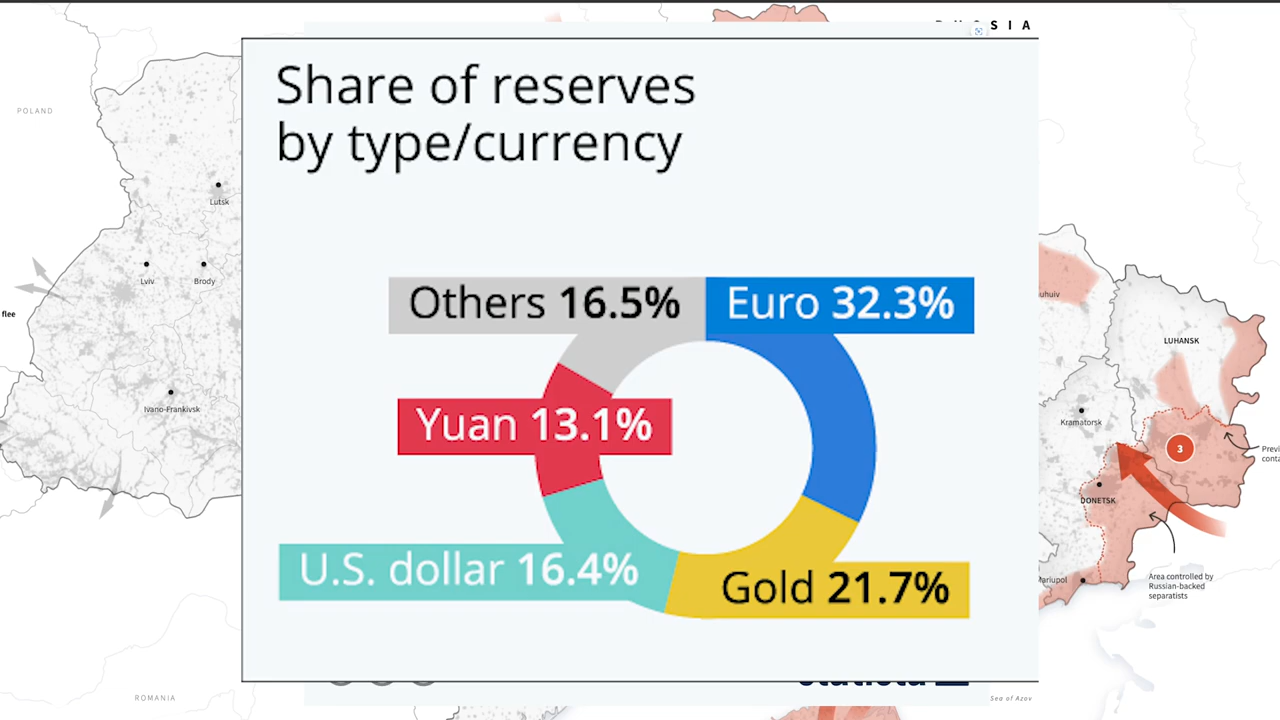 POLAND
Lutsk
Lviv
Brody
flee
Ivano-Frankivsk
ROMANIA
Share of reserves
by type/currency
Others 16.5%
Euro 32.3%
Yuan 13.1%
U.S. dollar 16.4%
Gold 21.7%
S I A
LUHANSK
Kramatorsk
3
DONETSK
Area controlled by
Russian-backed
separatists
Sea of Azov